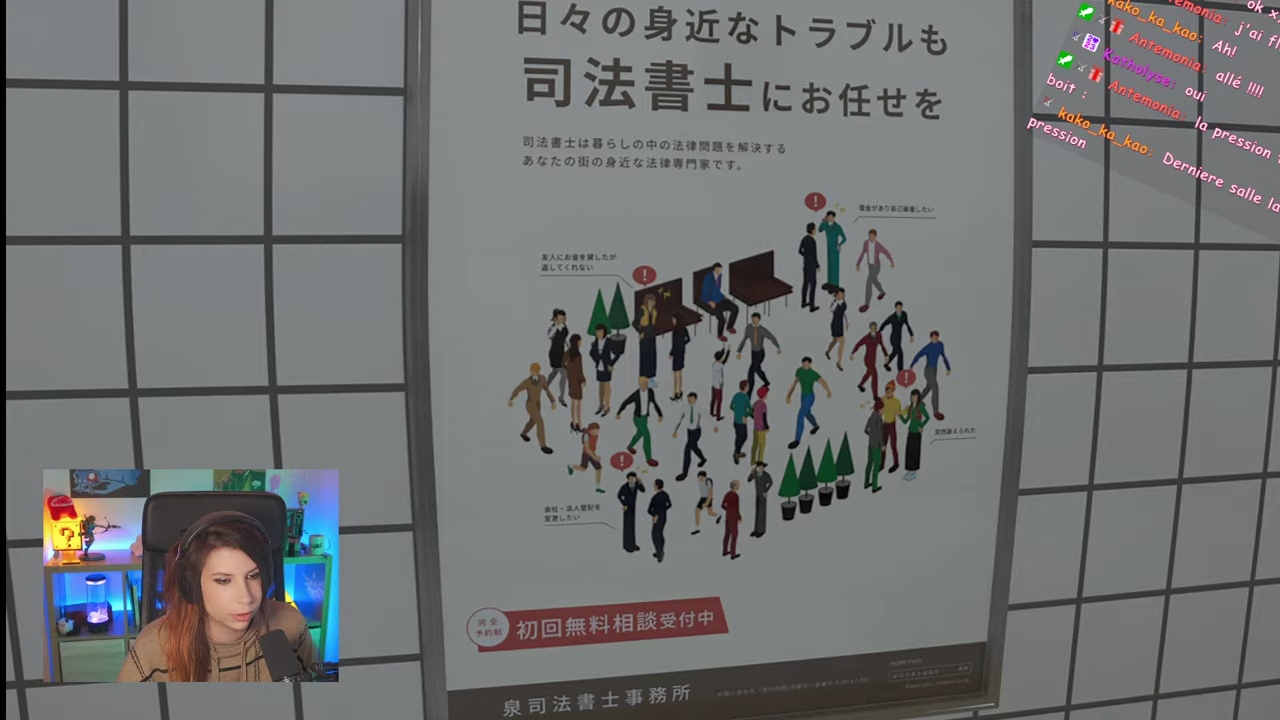 日々の身近なトラブルも
司法書士にお任せを
司法書士は暮らしの中の法律問題を解決する
あなたの街の身近な法律専門家です。
借金があり自己破産したい
友人にお金を貸したが
返してくれない
突然訴えられた
会社・法人登記を
変更したい
完全
予約制
初回無料相談受付中
泉司法書士事務所
ok
Antemonia: j'ai
kako_ka_kao: Ah!
Antemonia: allé !!!!
Katholyse: oui
boit ;
Antemonia: la pression
kako_ka_kao: Derniere salle la
pression